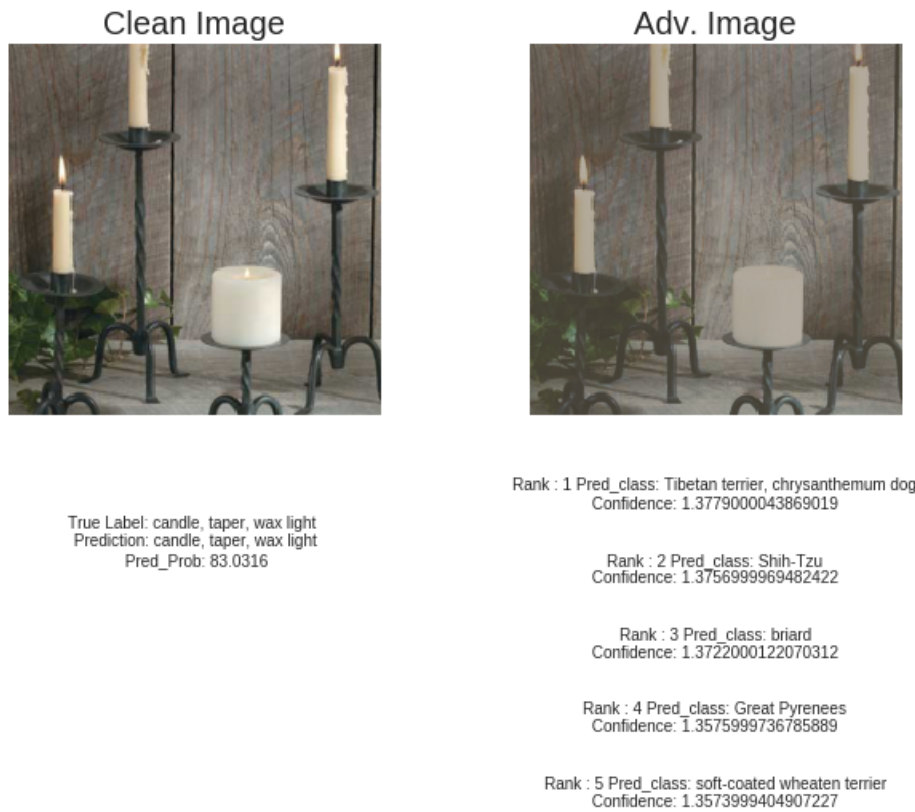 Clean Image
Adv. Image
True Label: candle, taper, wax light
Prediction: candle, taper, wax light
Pred_Prob: 83.0316
Rank : 1 Pred_class: Tibetan terrier, chrysanthemum dog
Confidence: 1.3779000043869019
Rank : 2 Pred_class: Shih-Tzu
Confidence: 1.3756999969482422
Rank : 3 Pred_class: briard
Confidence: 1.3722000122070312
Rank : 4 Pred_class: Great Pyrenees
Confidence: 1.3575999736785889
Rank : 5 Pred_class: soft-coated wheaten terrier
Confidence: 1.3573999404907227